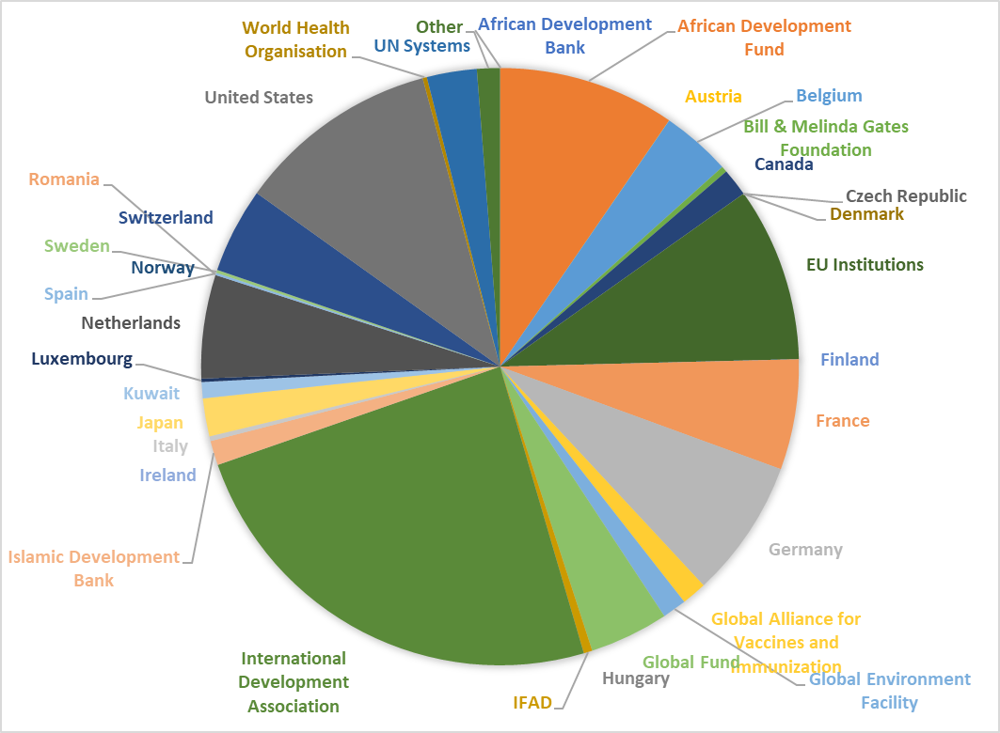 World Health
Organisation
Other
UN Systems
African Development
Bank
African Development
Fund
Austria
Belgium
Bill & Melinda Gates
Foundation
Canada
Czech Republic
Denmark
EU Institutions
Finland
France
Germany
Global Alliance for
Vaccines and
Immunization
Global Environment
Facility
Global Fund
Hungary
IFAD
International
Development
Association
Islamic Development
Bank
Ireland
Italy
Japan
Kuwait
Luxembourg
Netherlands
Spain
Norway
Sweden
Switzerland
Romania
United States